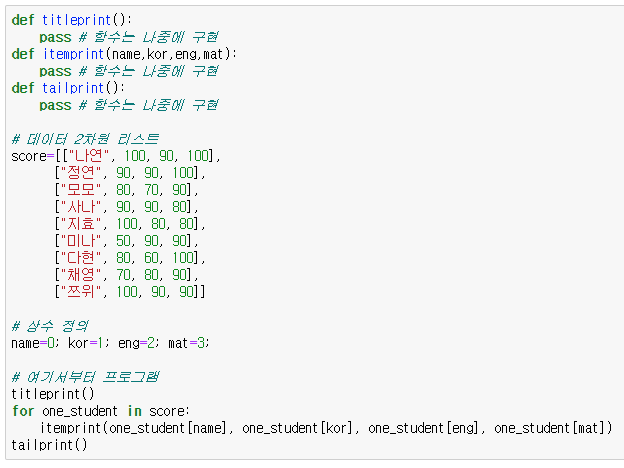 def titleprint():
    pass # 함수는 나중에 구현
def itemprint(name,kor,eng,mat):
    pass # 함수는 나중에 구현
def tailprint():
    pass # 함수는 나중에 구현

# 데이터 2차원 리스트
score=[["나연", 100, 90, 100],
      ["정연", 90, 90, 100],
      ["모모", 80, 70, 90],
      ["사나", 90, 90, 80],
      ["지효", 100, 80, 80],
      ["미나", 50, 90, 90],
      ["다현", 80, 60, 100],
      ["채영", 70, 80, 90],
      ["쯔위", 100, 90, 90]]

# 상수 정의
name=0; kor=1; eng=2; mat=3;

# 여기서부터 프로그램
titleprint()
for one_student in score:
    itemprint(one_student[name], one_student[kor], one_student[eng], one_student[mat])
tailprint()